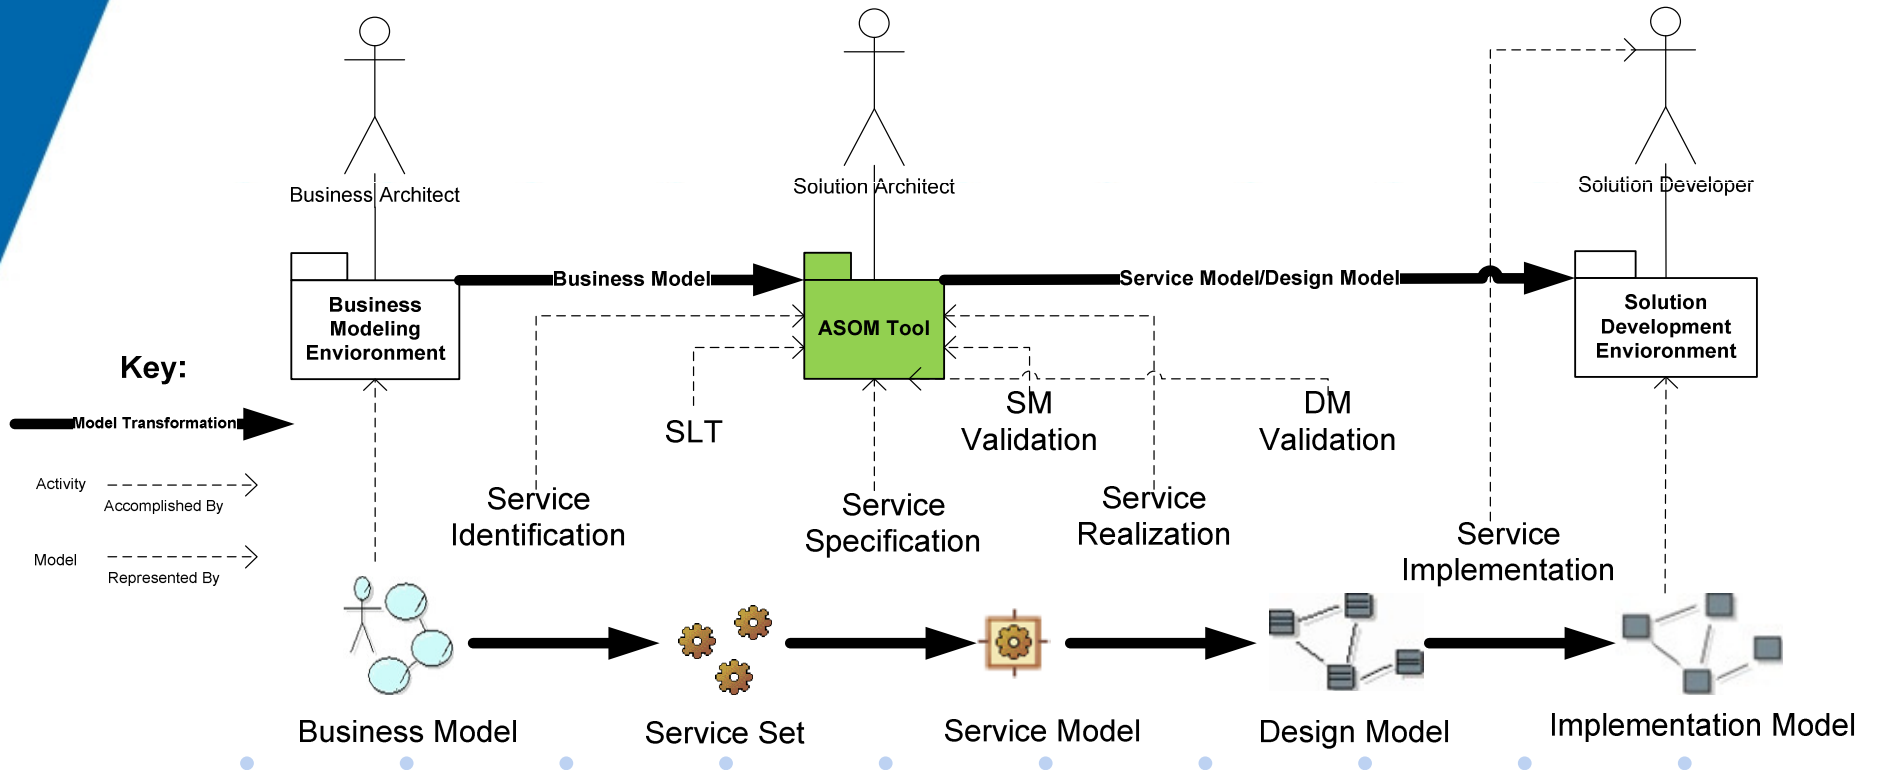 Business Architect
Solution Architect
Solution Developer
Business Model
Service Model/Design Model
Business
Modeling
Envioronment
ASOM Tool
Solution
Development
Envioronment
Key:
Model Transformation
Activity
Accomplished By
Model
Represented By
SLT
SM
Validation
DM
Validation
Service
Identification
Service
Specification
Service
Realization
Service
Implementation
Business Model
Service Set
Service Model
Design Model
Implementation Model